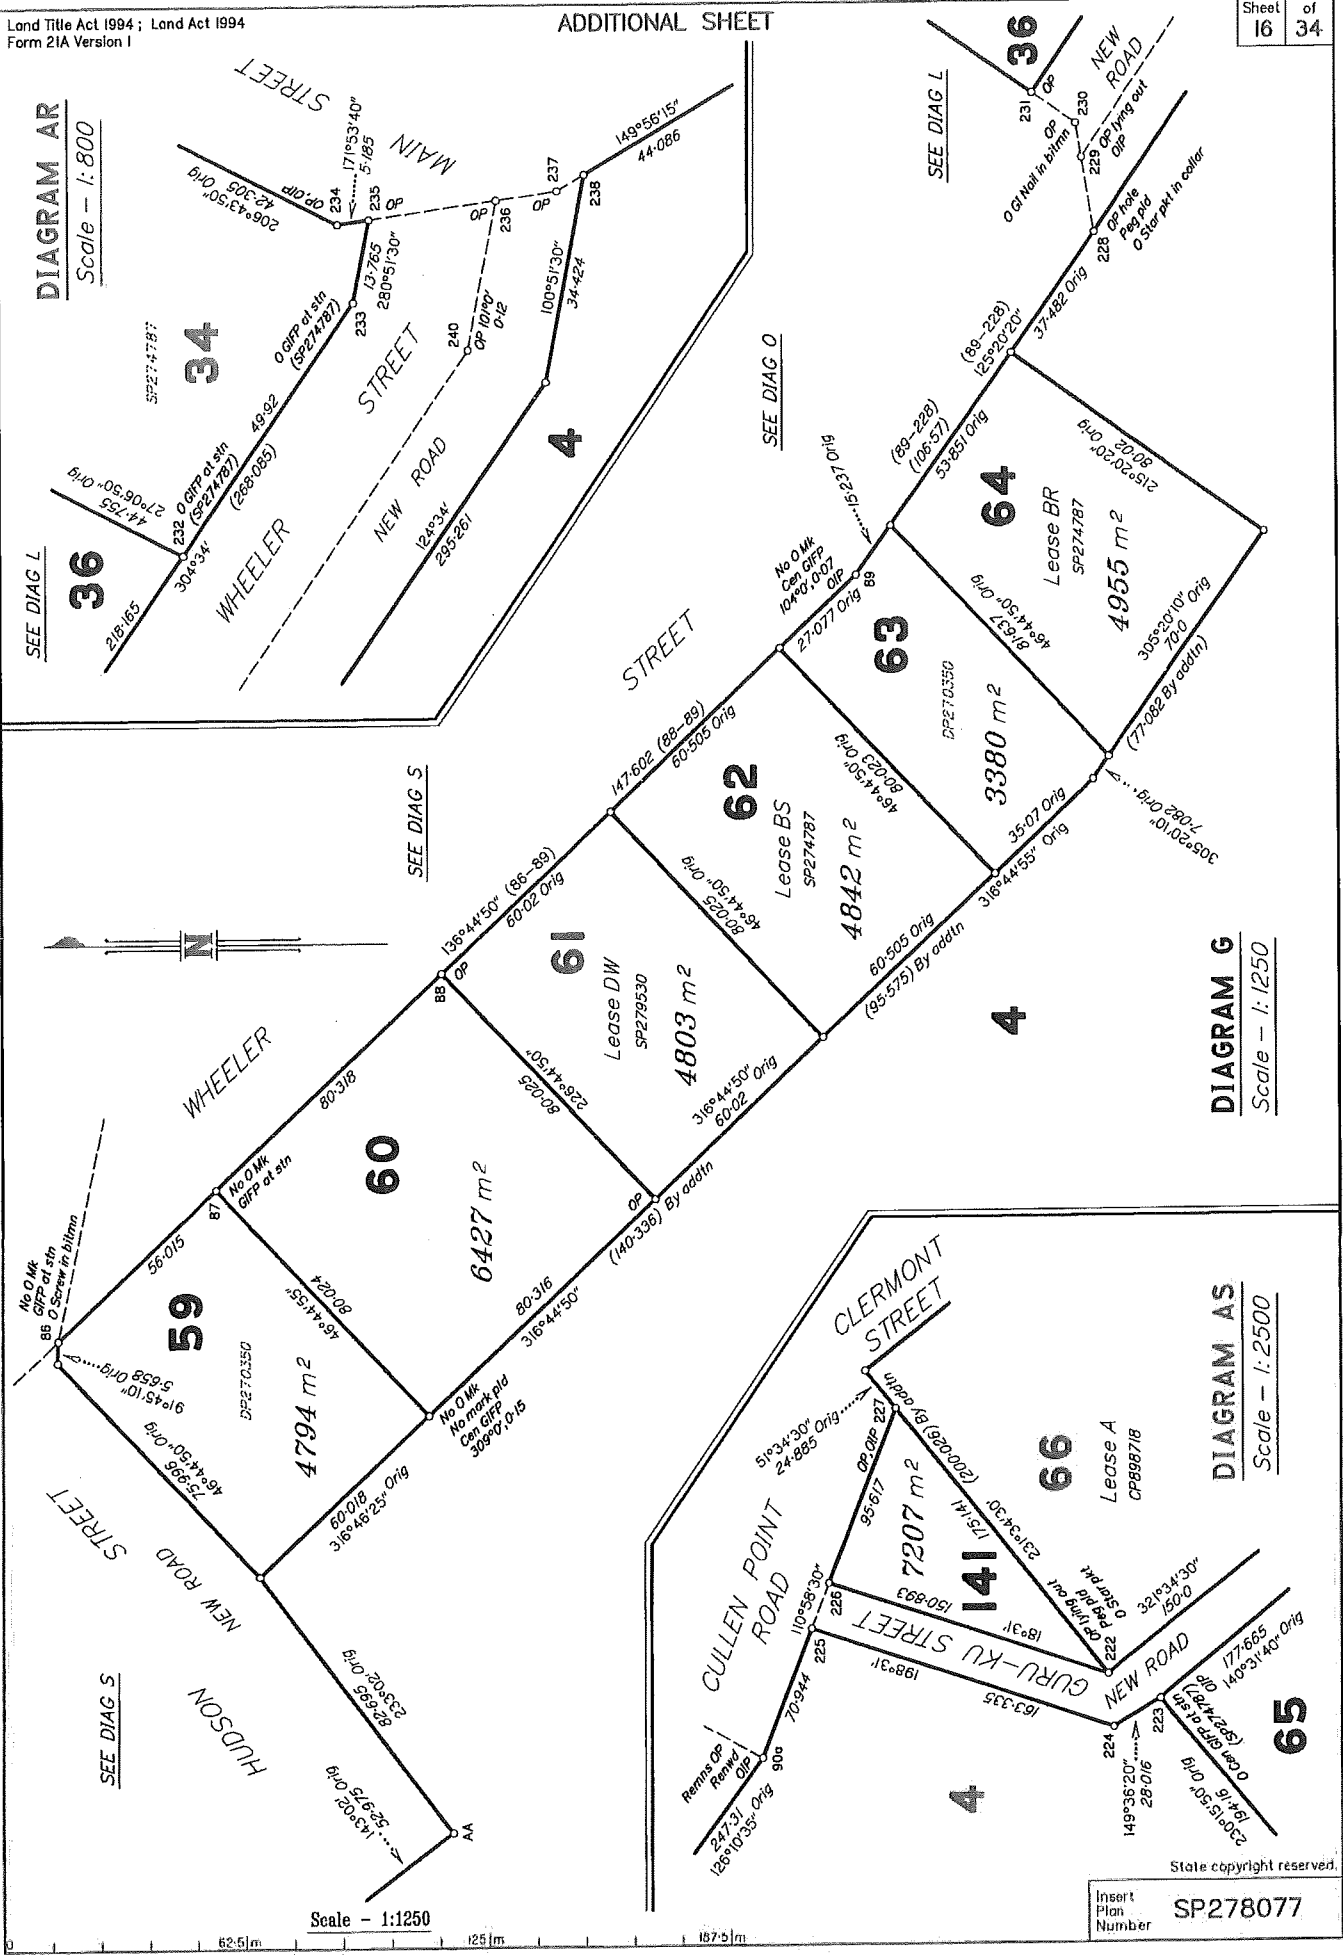 Land Title Act 1994 ; Land Act 1994
Form 21A Version 1
ADDITIONAL SHEET
Sheet 16 of 34
DIAGRAM AR
Scale – 1:800
MAIN
STREET
206°43'50" Orig
42·305
OP,OIP
234
171°53'40"
5·185
235
OP
149°56'15"
44·086
237
OP
238
OP
236
13·765
280°51'30"
233
100°51'30"
34·424
240
OP 101°0'
0·12
SP274787
34
O GIFP at stn
(SP274787)
49·92
(268·085)
O GIFP at stn
(SP274787)
232
44·755
27°06'50" Orig
304°34'
218·165
SEE DIAG L
36
WHEELER
STREET
NEW ROAD
124°34'
295·261
4
SEE DIAG L
36
NEW
ROAD
231
OP
230
OP
O GI Nail in bitmn
229
OP lying out
OIP
228
OP hole
Peg pld
O Star pkt in collar
SEE DIAG O
(89–228)
125°20'20"
37·482 Orig
(89–228)
(106·57)
53·851 Orig
15·237 Orig
215°20'20"
80·02 Orig
64
Lease BR
SP274787
4955 m²
305°20'10" Orig
70·0
(77·082 By addtn)
81·637
46°44'50" Orig
No O Mk
Cen GIFP
104°0', 0·07
OIP
89
27·077 Orig
63
DP270350
3380 m²
35·07 Orig
305°20'10"
7·082 Orig
316°44'55" Orig
STREET
147·602 (88–89)
60·505 Orig
80·023
46°44'50" Orig
62
Lease BS
SP274787
4842 m²
60·505 Orig
(95·575) By addtn
SEE DIAG S
136°44'50" (86–89)
60·02 Orig
80·025
46°44'50" Orig
61
Lease DW
SP279530
4803 m²
316°44'50" Orig
60·02
88
OP
N
WHEELER
80·318
80·025
226°44'50"
60
6427 m²
OP
(140·336) By addtn
80·316
316°44'50"
87
No O Mk
GIFP at stn
No O Mk
GIFP at stn
O Screw in bitmn
86
56·015
91°45'10" Orig
5·658
59
DP270350
4794 m²
80·024
46°44'55"
No O Mk
No mark pld
Cen GIFP
309°0', 0·15
75·996
46°44'50" Orig
60·018
316°46'25" Orig
STREET
NEW ROAD
HUDSON
SEE DIAG S
82·695
233°02' Orig
143°02'
52·975 Orig
AA
4
DIAGRAM G
Scale – 1:1250
CLERMONT
STREET
51°34'30"
24·885 Orig
227
(200·026) By addtn
OP,OIP
95·617
7207 m²
141
175·141
231°34'30"
CULLEN POINT
ROAD
110°58'30"
226
225
150·893
18°31'
GURU-KU STREET
198°31'
163·335
70·944
90a
Remns OP
Renwd
OIP
247·31
126°10'35" Orig
222
OP lying out
Peg pld
O Star pkt
66
Lease A
CP898718
321°34'30"
150·0
NEW ROAD
177·665
140°31'40" Orig
224
223
149°36'20"
28·016
O Cen GIFP at stn
(SP274787)
OIP
194·16
230°15'50" Orig
65
4
DIAGRAM AS
Scale – 1:2500
State copyright reserved.
Insert
Plan
Number
SP278077
Scale - 1:1250
0
62·5 m
125 m
187·5 m